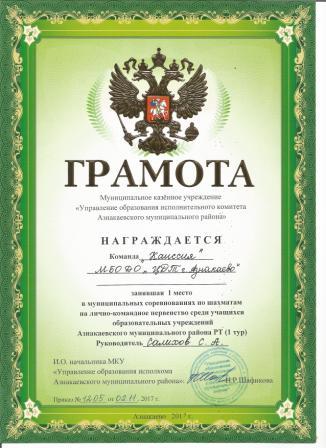 ГРАМОТА
Муниципальное казённое учреждение
«Управление образования исполнительного комитета
Азнакаевского муниципального района»
НАГРАЖДАЕТСЯ
Команда „Каиссия"
МБОДО „ЦДТ г. Азнакаево"
занявшая 1 место
в муниципальных соревнованиях по шахматам
на лично-командное первенство среди учащихся
образовательных учреждений
Азнакаевского муниципального района РТ (1 тур)
Руководитель Салихов С. А.
И.О. начальника МКУ
«Управление образования исполкома
Азнакаевского муниципального района». Н.Р.Шафикова
Приказ № 1205 от 02.11. 2017 г.
Азнакаево 2017 г.